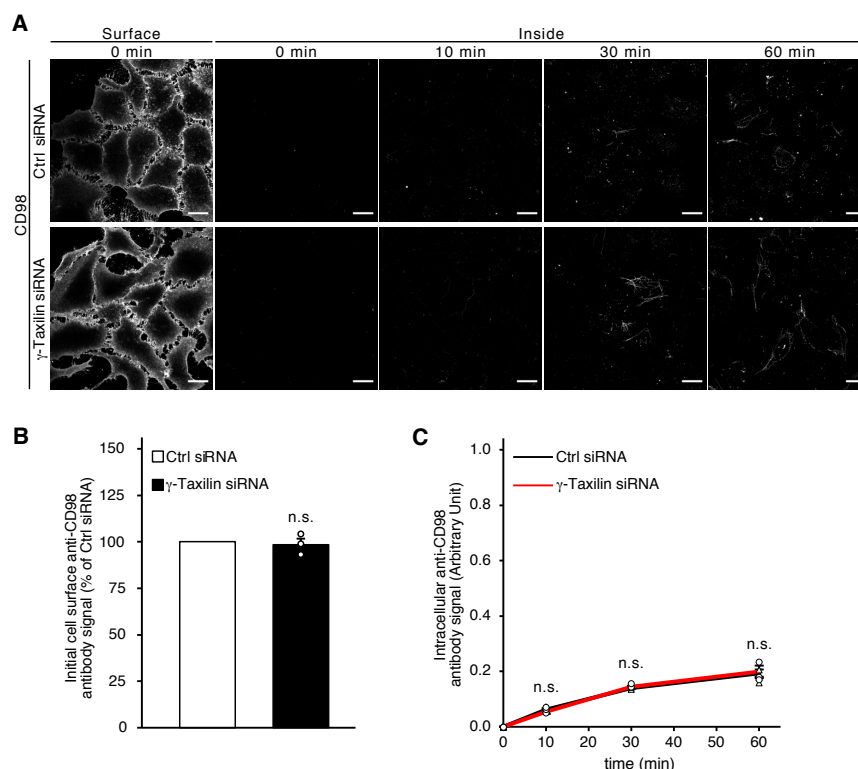 A
Surface
Inside
0 min
0 min
10 min
30 min
60 min
CD98
Ctrl siRNA
γ-Taxilin siRNA
B
Initial cell surface anti-CD98
antibody signal (% of Ctrl siRNA)
150
125
100
75
50
25
0
Ctrl siRNA
γ-Taxilin siRNA
n.s.
C
Intracellular anti-CD98
antibody signal (Arbitrary Unit)
1.0
0.8
0.6
0.4
0.2
0.0
Ctrl siRNA
γ-Taxilin siRNA
n.s.
n.s.
n.s.
0 10 20 30 40 50 60
time (min)